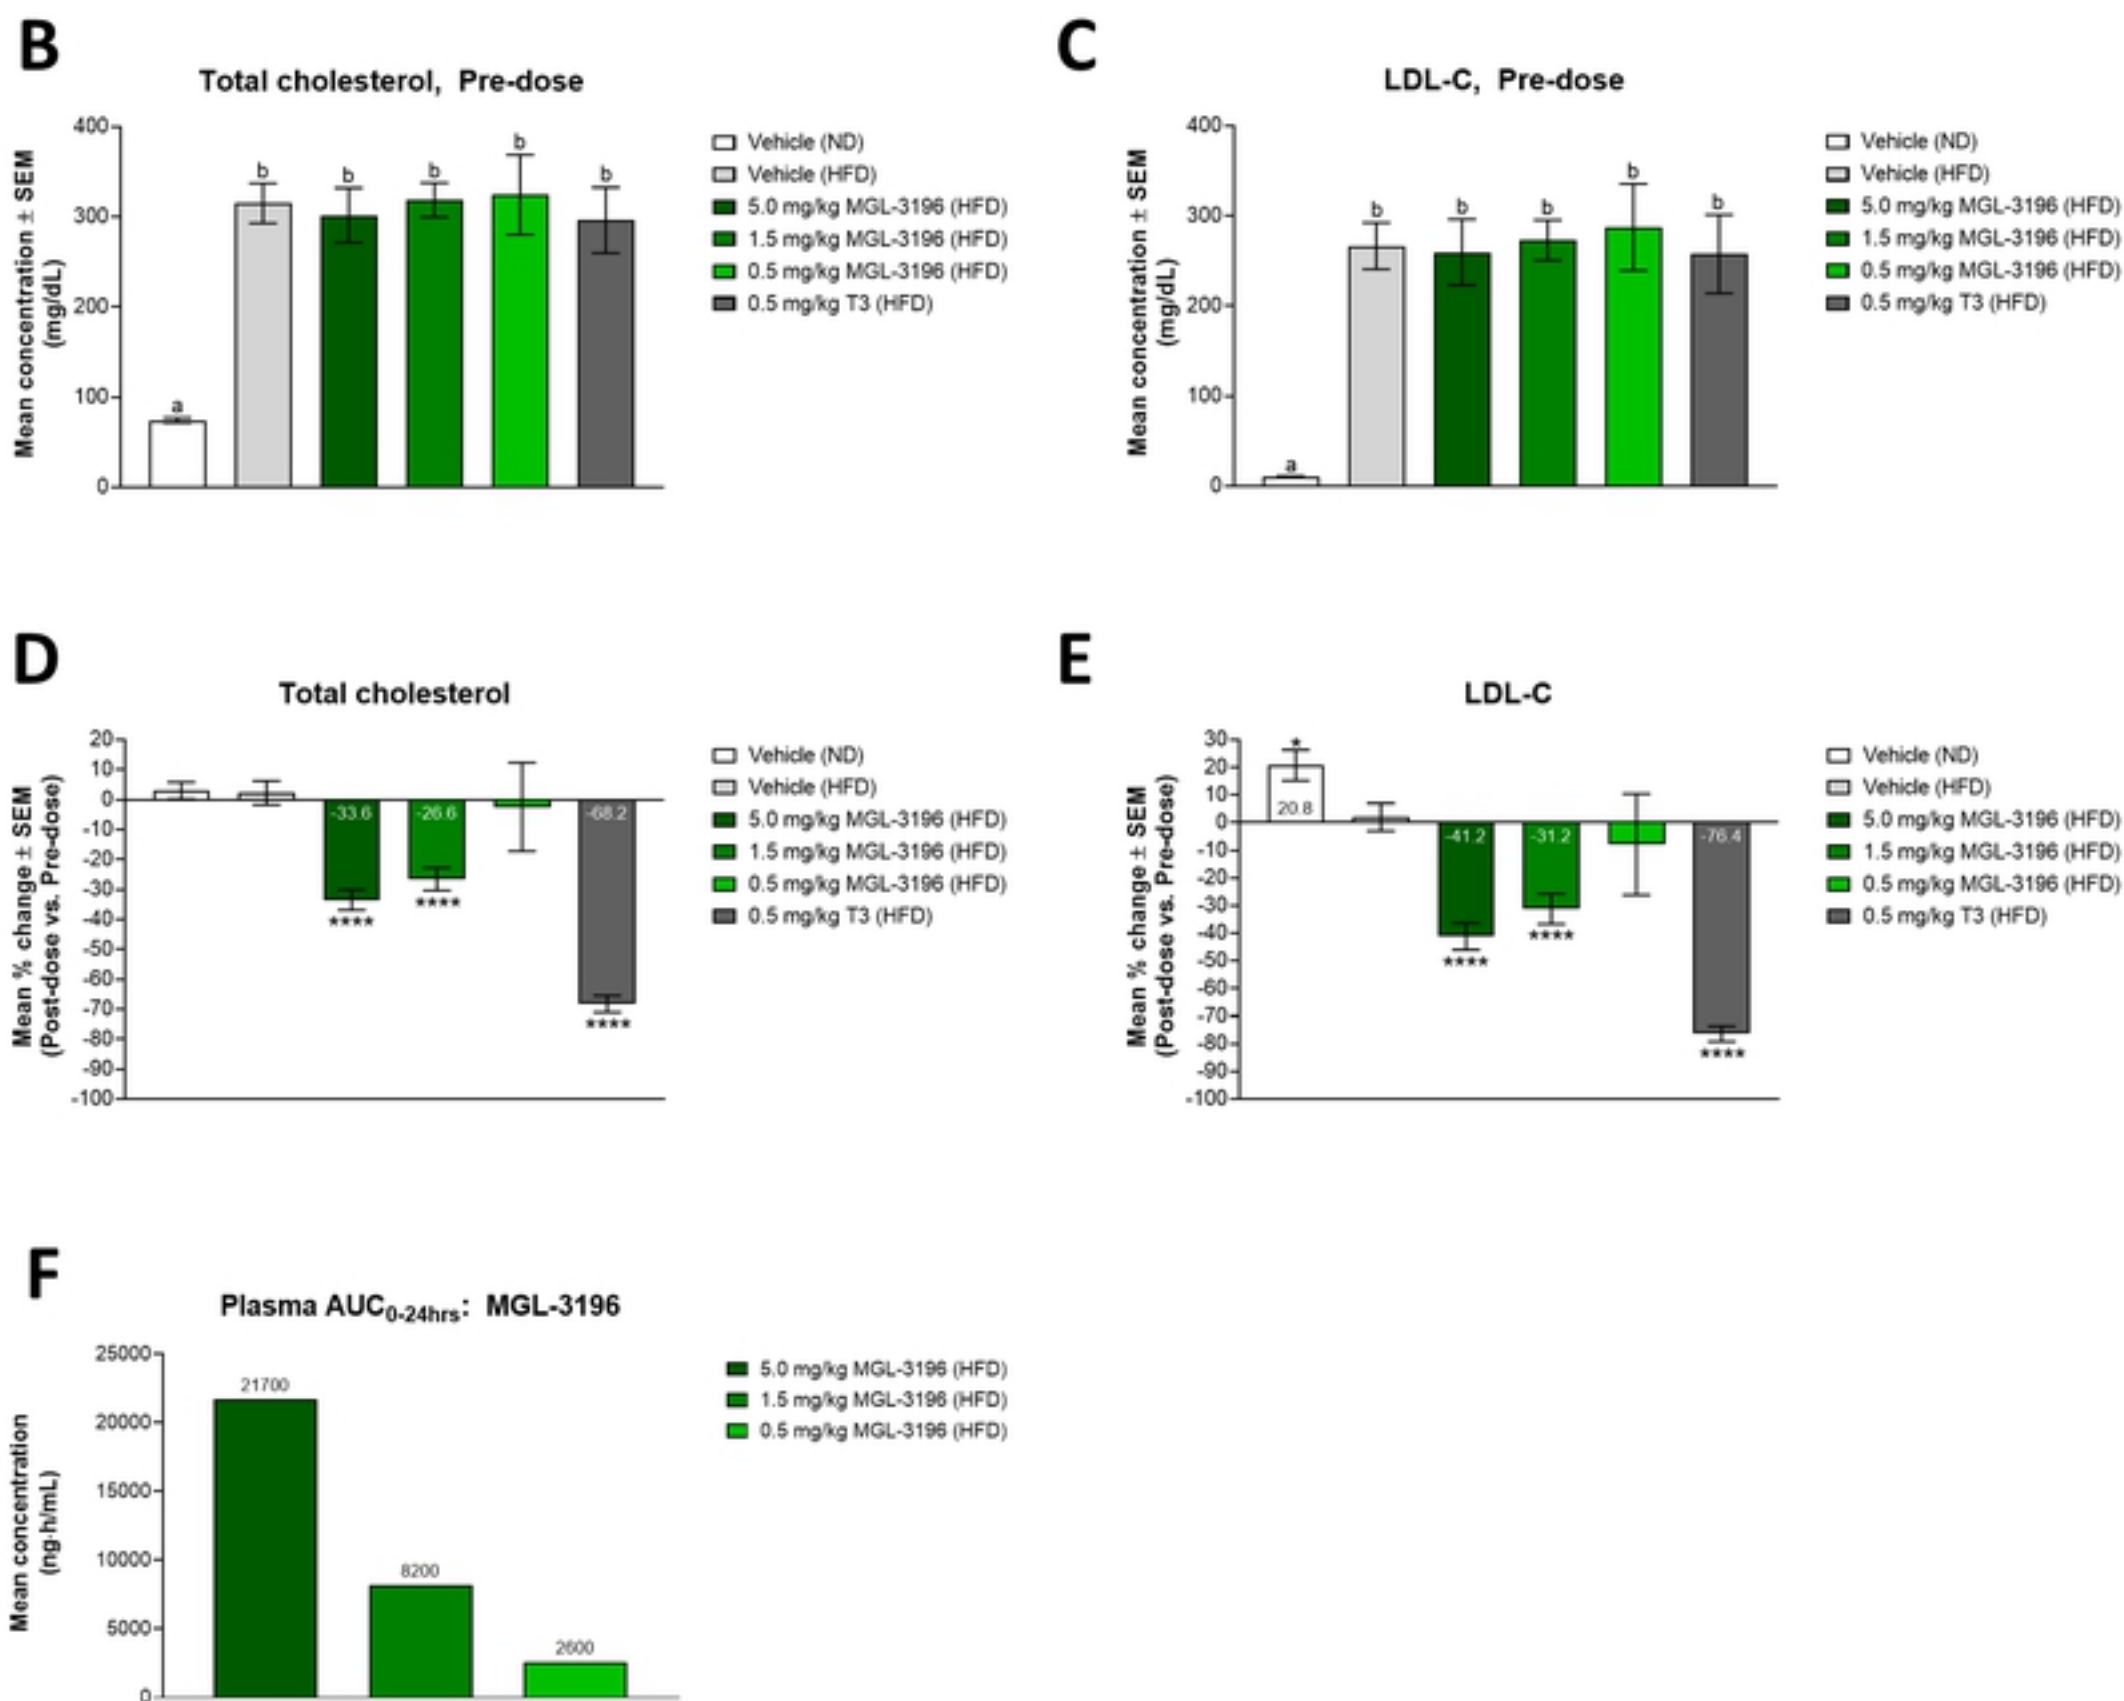 B
Total cholesterol, Pre-dose
Mean concentration ± SEM
(mg/dL)
400
300
200
100
0
a
b
b
b
b
b
Vehicle (ND)
Vehicle (HFD)
5.0 mg/kg MGL-3196 (HFD)
1.5 mg/kg MGL-3196 (HFD)
0.5 mg/kg MGL-3196 (HFD)
0.5 mg/kg T3 (HFD)
C
LDL-C, Pre-dose
Mean concentration ± SEM
(mg/dL)
400
300
200
100
0
a
b
b
b
b
b
Vehicle (ND)
Vehicle (HFD)
5.0 mg/kg MGL-3196 (HFD)
1.5 mg/kg MGL-3196 (HFD)
0.5 mg/kg MGL-3196 (HFD)
0.5 mg/kg T3 (HFD)
D
Total cholesterol
Mean % change ± SEM
(Post-dose vs. Pre-dose)
20
10
0
-10
-20
-30
-40
-50
-60
-70
-80
-90
-100
-33.6
-26.6
-68.2
****
****
****
Vehicle (ND)
Vehicle (HFD)
5.0 mg/kg MGL-3196 (HFD)
1.5 mg/kg MGL-3196 (HFD)
0.5 mg/kg MGL-3196 (HFD)
0.5 mg/kg T3 (HFD)
E
LDL-C
Mean % change ± SEM
(Post-dose vs. Pre-dose)
30
20
10
0
-10
-20
-30
-40
-50
-60
-70
-80
-90
-100
*
20.8
-41.2
-31.2
-76.4
****
****
****
Vehicle (ND)
Vehicle (HFD)
5.0 mg/kg MGL-3196 (HFD)
1.5 mg/kg MGL-3196 (HFD)
0.5 mg/kg MGL-3196 (HFD)
0.5 mg/kg T3 (HFD)
F
Plasma AUC0-24hrs: MGL-3196
Mean concentration
(ng·h/mL)
25000
20000
15000
10000
5000
0
21700
8200
2600
5.0 mg/kg MGL-3196 (HFD)
1.5 mg/kg MGL-3196 (HFD)
0.5 mg/kg MGL-3196 (HFD)